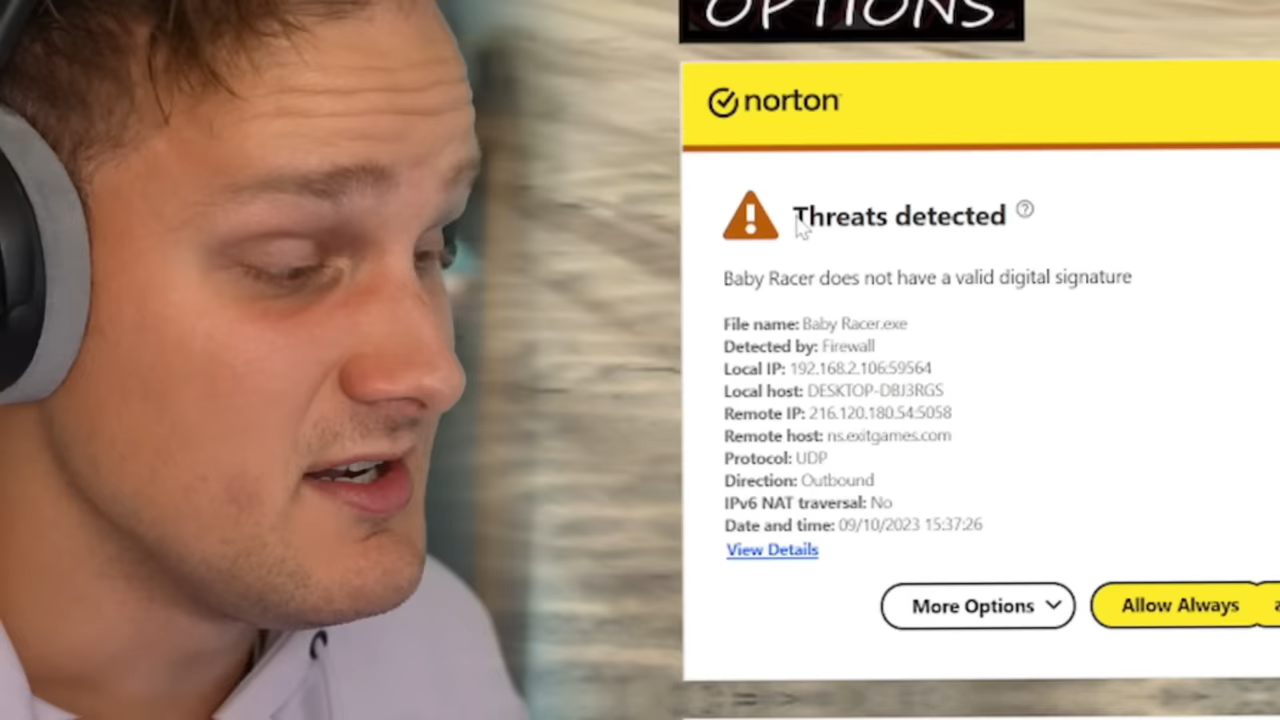 OPTIONS
norton
Threats detected
Baby Racer does not have a valid digital signature
File name: Baby Racer.exe
Detected by: Firewall
Local IP: 192.168.2.106:59564
Local host: DESKTOP-DBJ3RGS
Remote IP: 216.120.180.54:5058
Remote host: ns.exitgames.com
Protocol: UDP
Direction: Outbound
IPv6 NAT traversal: No
Date and time: 09/10/2023 15:37:26
View Details
More Options Allow Always